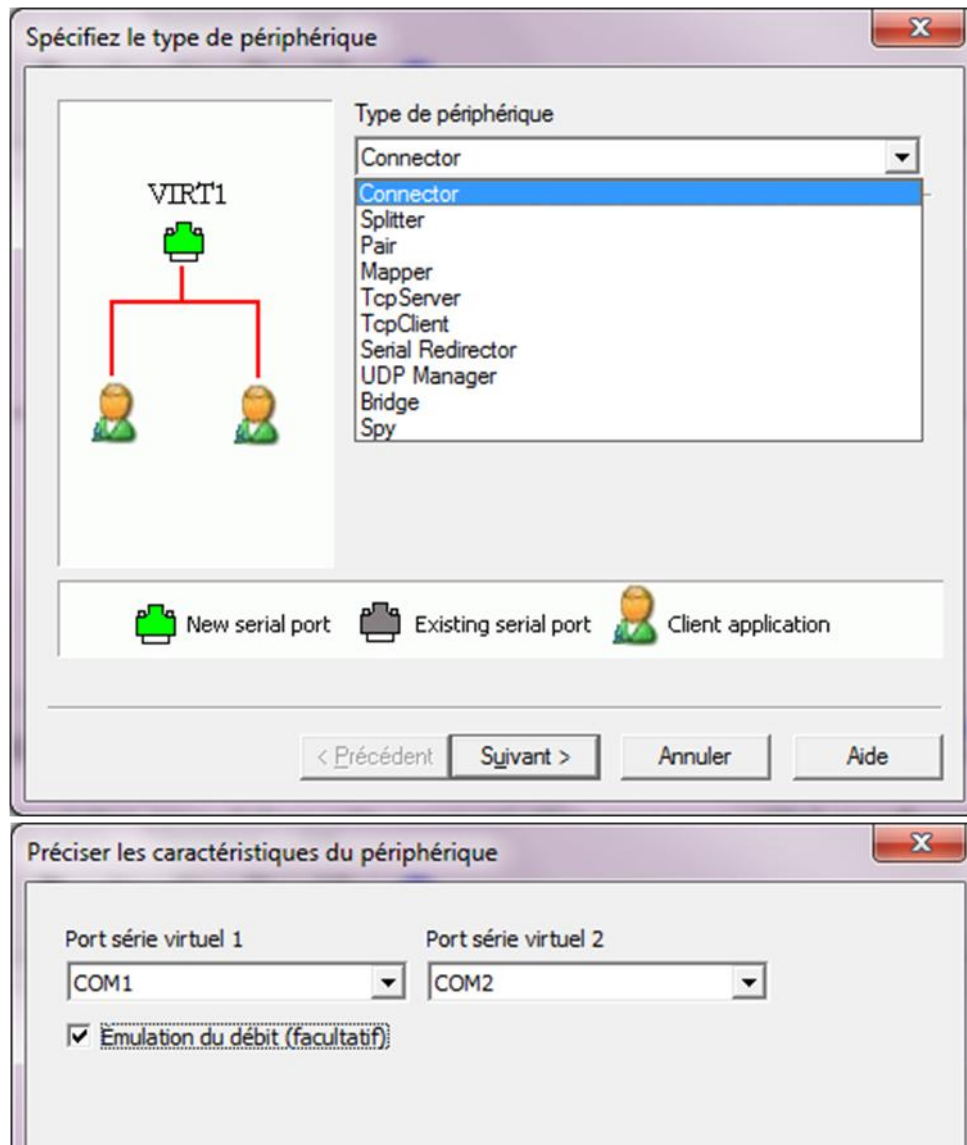 Spécifiez le type de périphérique
Type de périphérique
Connector
VIRT1
Connector
Splitter
Pair
Mapper
TcpServer
TcpClient
Serial Redirector
UDP Manager
Bridge
Spy
New serial port Existing serial port Client application
< Précédent Suivant > Annuler Aide
Préciser les caractéristiques du périphérique
Port série virtuel 1 Port série virtuel 2
COM1 COM2
Émulation du débit (facultatif)